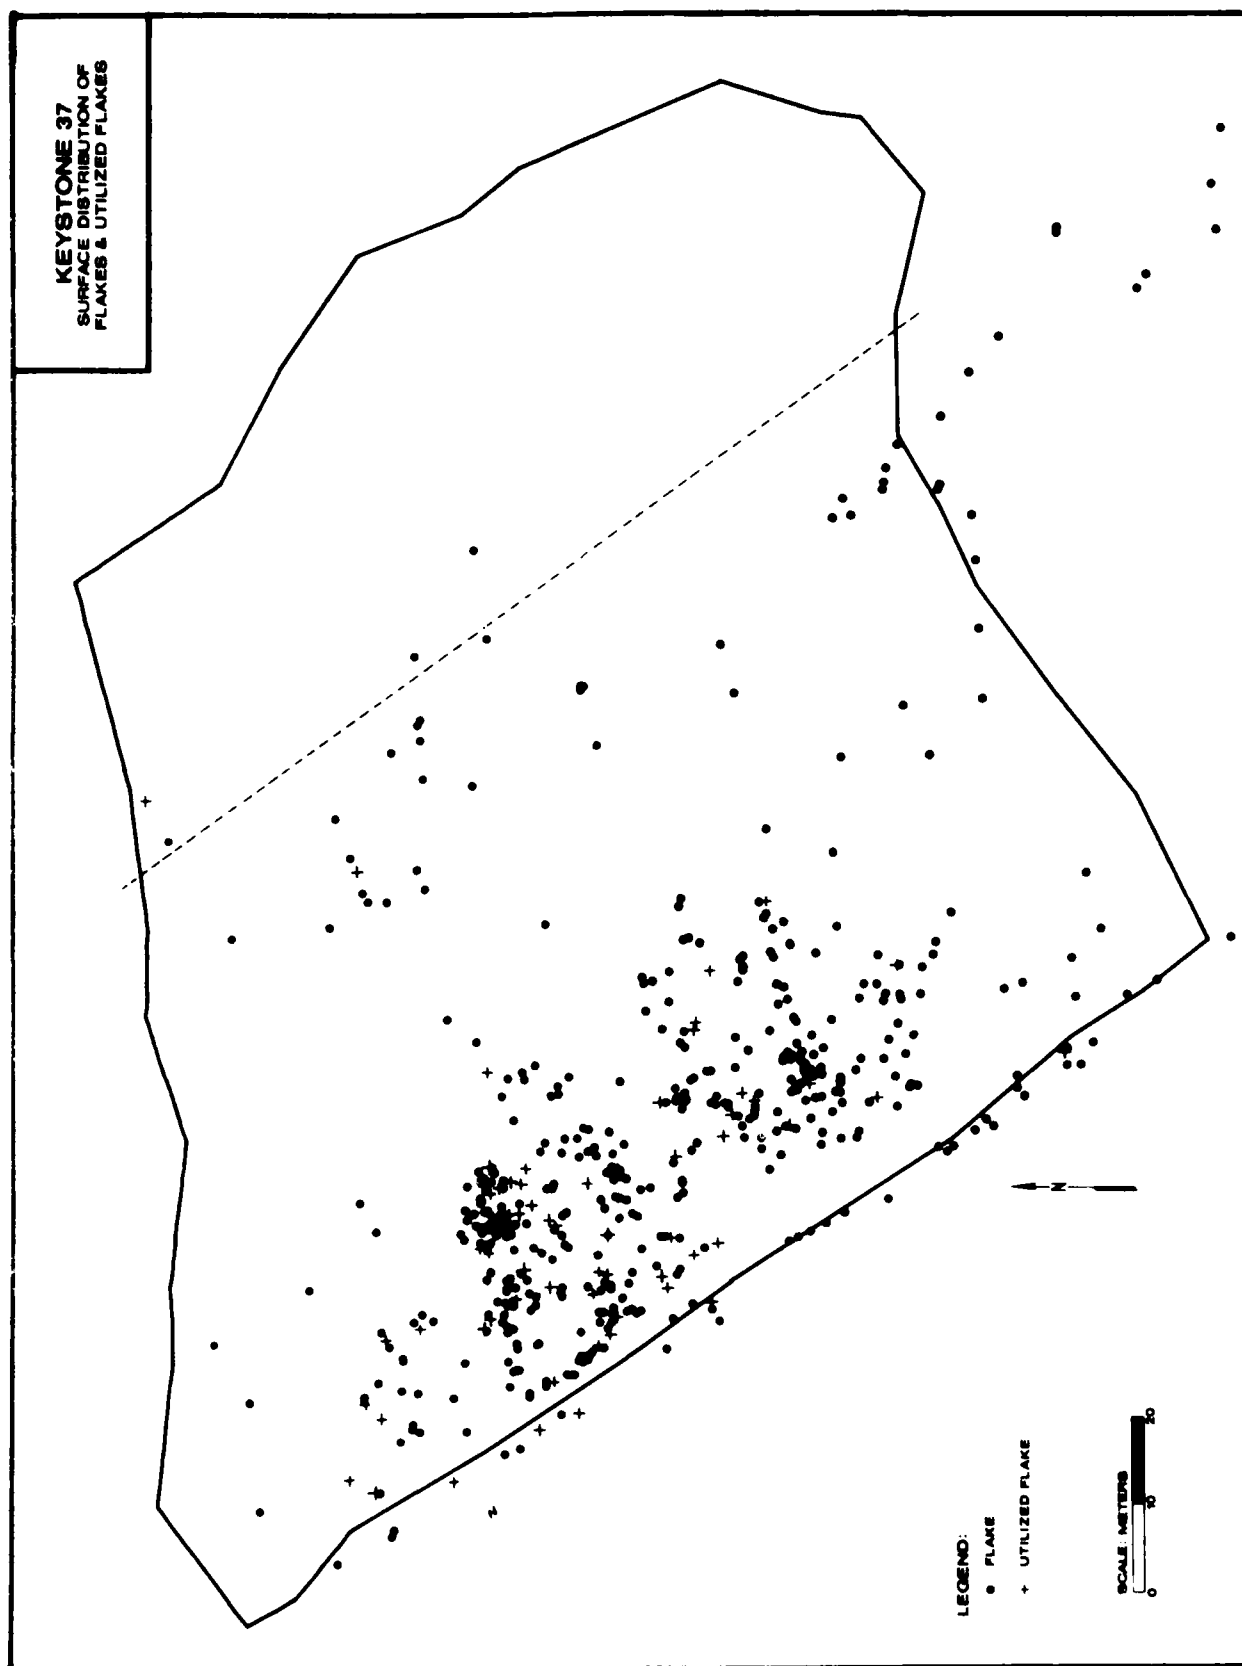 KEYSTONE 37
SURFACE DISTRIBUTION OF
FLAKES & UTILIZED FLAKES
N
LEGEND:
• FLAKE
+ UTILIZED FLAKE
SCALE: METERS
0 10 20